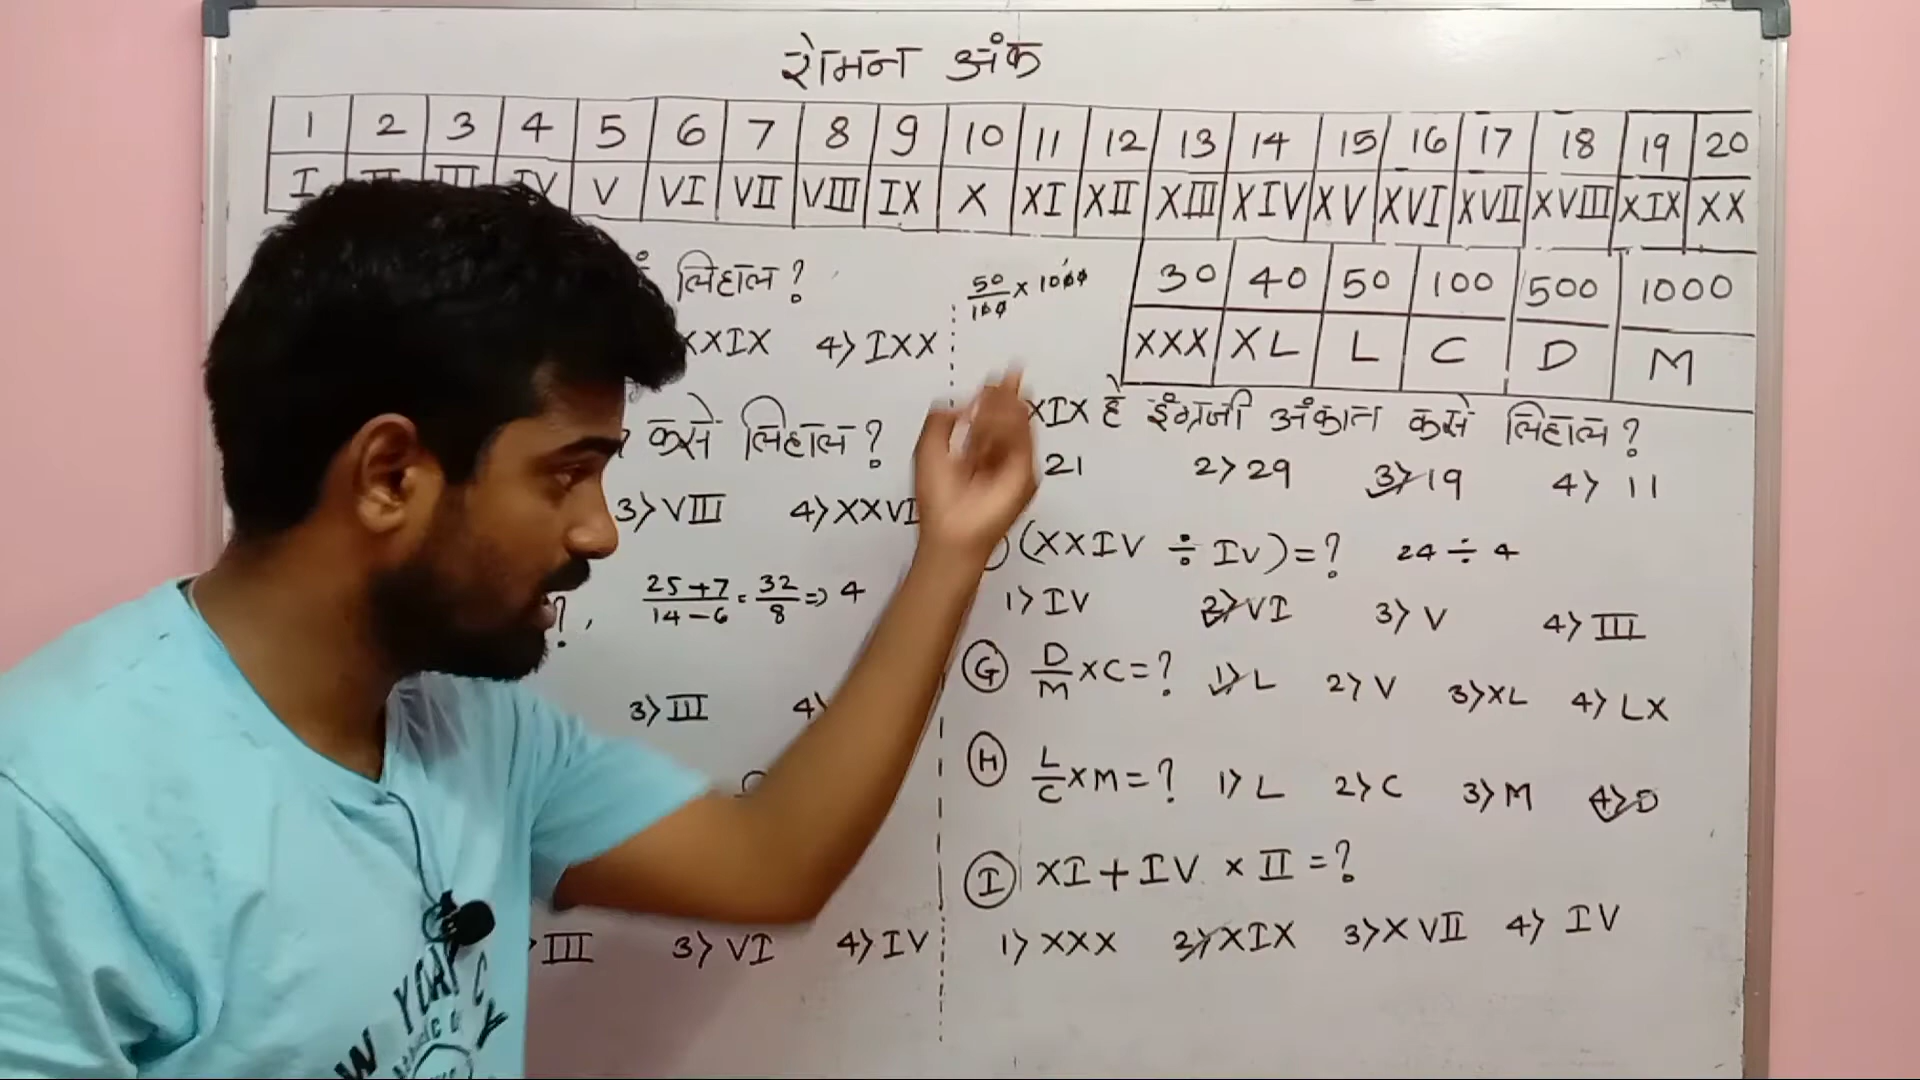 रोमन अंक
1 2 3 4 5 6 7 8 9 10 11 12 13 14 15 16 17 18 19 20
I II III IV V VI VII VIII IX X XI XII XIII XIV XV XVI XVII XVIII XIX XX
30 40 50 100 500 1000
XXX XL L C D M
लिहाल ?
XXIX 4) IXX
कसे लिहाल ?
3) VIII 4) XXVI
25+7/14-6 = 32/8 => 4
?,
3) III 4)
III 3) VI 4) IV
50/100 x 1000
XIX हे इंग्रजी अंकात कसे लिहाल ?
21 2) 29 3) 19 4) 11
(XXIV ÷ IV) = ? 24 ÷ 4
1) IV 2) VI 3) V 4) III
G D/M x C = ? 1) L 2) V 3) XL 4) LX
H L/C x M = ? 1) L 2) C 3) M 4) D
I XI + IV x II = ?
1) XXX 2) XIX 3) XVII 4) IV